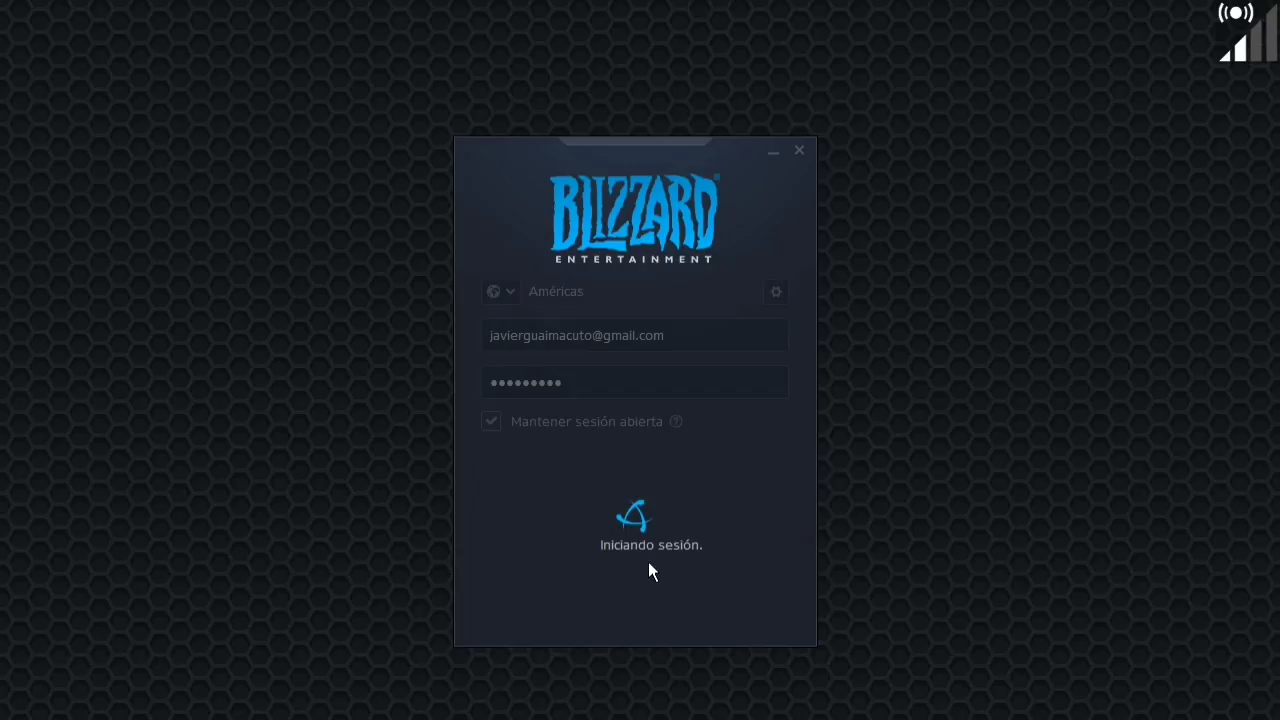 BLIZZARD
ENTERTAINMENT
Américas
javierguaimacuto@gmail.com
•••••••••
Mantener sesión abierta
Iniciando sesión.